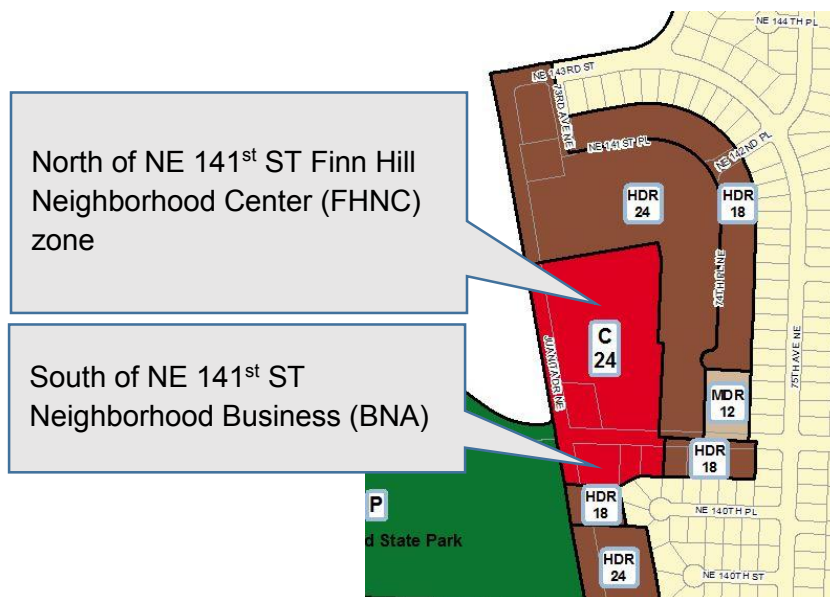 North of NE 141st ST Finn Hill
Neighborhood Center (FHNC)
zone
South of NE 141st ST
Neighborhood Business (BNA)
NE 144TH PL
NE 143RD ST
73RD AVE NE
NE 141ST PL
NE 142ND PL
HDR
24
HDR
18
74TH PL NE
C
24
JUANITA DR NE
75TH AVE NE
MDR
12
HDR
18
HDR
18
P
NE 140TH PL
d State Park
HDR
24
NE 140TH ST